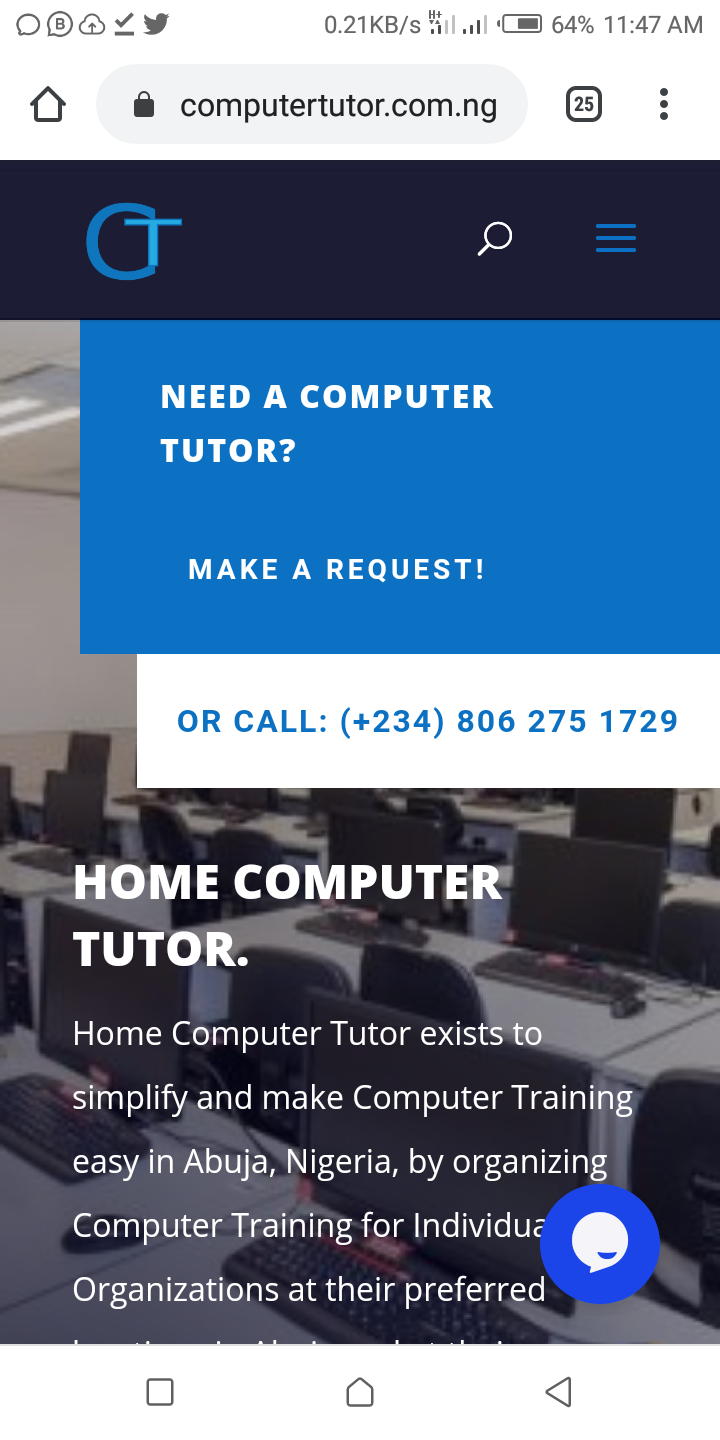 0.21KB/s H+ 64% 11:47 AM
computertutor.com.ng 25
CT
NEED A COMPUTER
TUTOR?
MAKE A REQUEST!
OR CALL: (+234) 806 275 1729
HOME COMPUTER
TUTOR.
Home Computer Tutor exists to
simplify and make Computer Training
easy in Abuja, Nigeria, by organizing
Computer Training for Individua
Organizations at their preferred